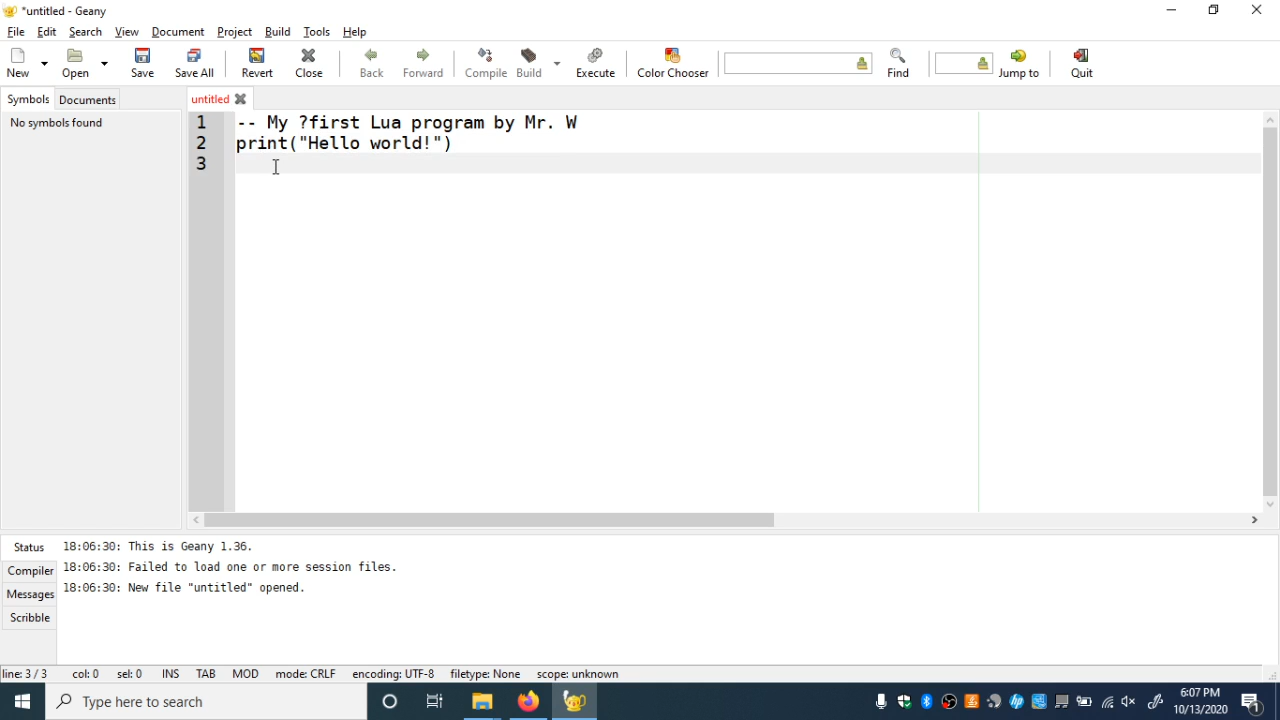 *untitled - Geany
File Edit Search View Document Project Build Tools Help
New Open Save Save All Revert Close Back Forward Compile Build Execute Color Chooser Find Jump to Quit
Symbols Documents
untitled
No symbols found
1 -- My ?first Lua program by Mr. W
2 print("Hello world!")
3
Status
Compiler
Messages
Scribble
18:06:30: This is Geany 1.36.
18:06:30: Failed to load one or more session files.
18:06:30: New file "untitled" opened.
line: 3 / 3 col: 0 sel: 0 INS TAB MOD mode: CRLF encoding: UTF-8 filetype: None scope: unknown
Type here to search
6:07 PM
10/13/2020
1